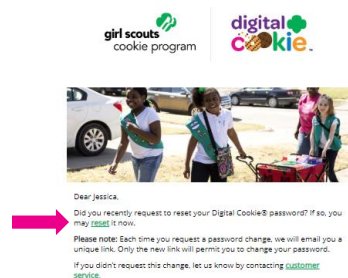 girl scouts
cookie program
digital
cookie
Dear Jessica,
Did you recently request to reset your Digital Cookie® password? If so, you
may reset it now.
Please note: Each time you request a password change, we will email you a
unique link. Only the new link will permit you to change your password.
If you didn't request this change, let us know by contacting customer
service.